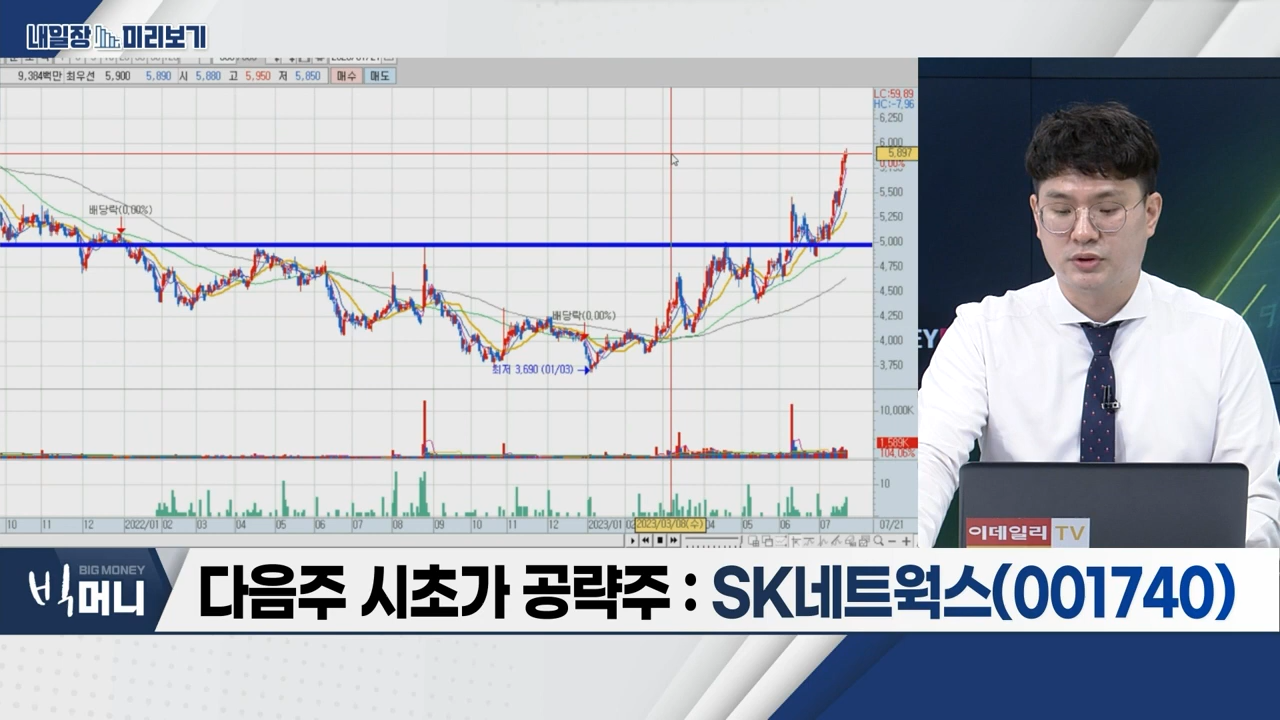 내일장 미리보기
9,384백만 최우선 5,900 5,890 시 5,880 고 5,950 저 5,850 매수 매도
LC:59.89
HC:-7.96
6,250
6,000
5,897
0.00%
5,500
5,250
5,000
4,750
4,500
4,250
4,000
3,750
배당락(0.00%)
배당락(0.00%)
최저 3,690 (01/03)
10,000K
1,589K
104.06%
10
10 11 12 2022/01 02 03 04 05 06 07 08 09 10 11 12 2023/01 02 2023/03/08(수) 04 05 06 07 07/21
이데일리 TV
BIG MONEY
빅머니
다음주 시초가 공략주 : SK네트웍스(001740)